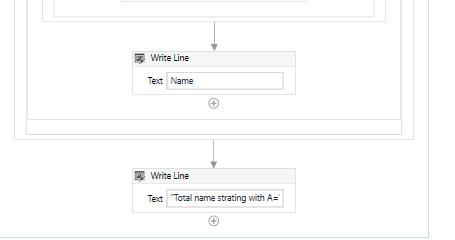 Write Line
Text Name
Write Line
Text "Total name strating with A="